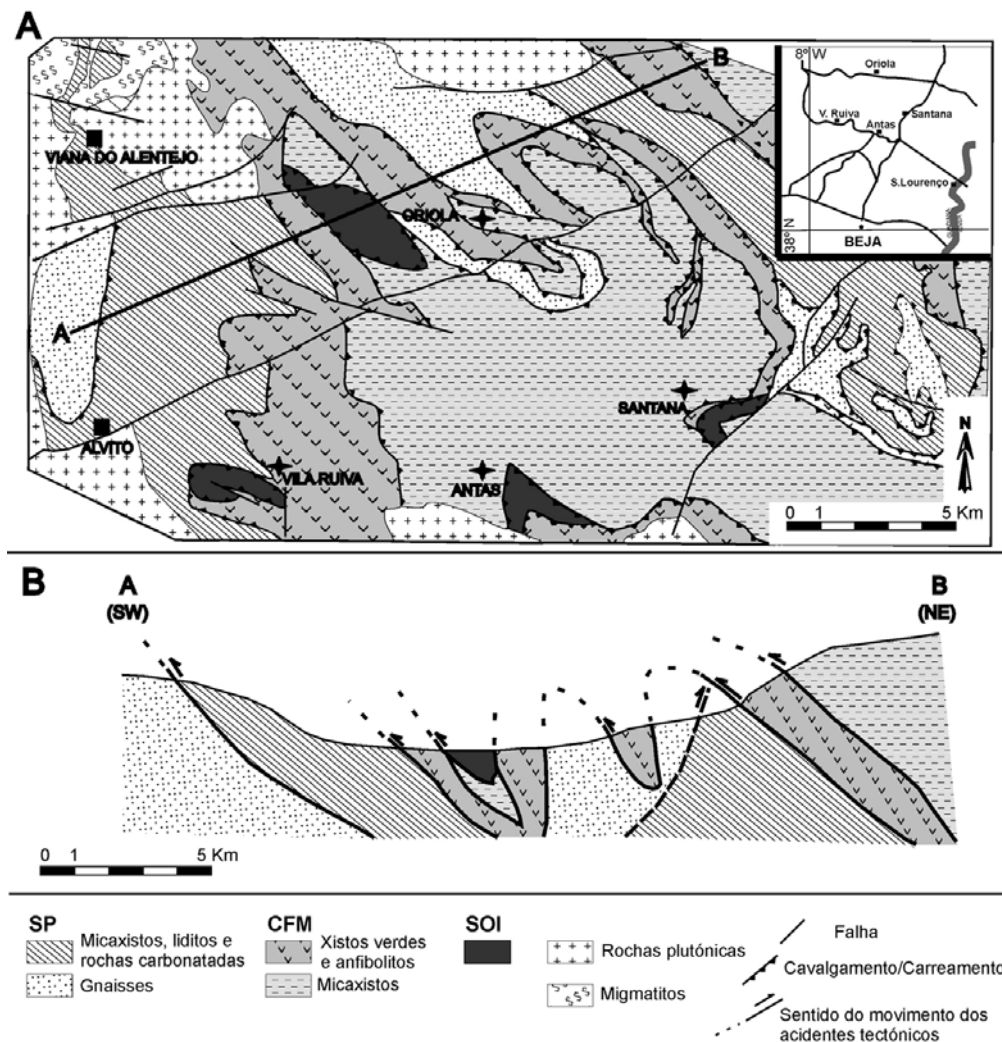 A
B
8º W
Oriola
V. Ruiva
Antas
Santana
S.Lourenço
38º N
BEJA
VIANA DO ALENTEJO
ORIOLA
A
SANTANA
N
ALVITO
VILA RUIVA
ANTAS
0 1 5 Km
B
A
(SW)
B
(NE)
0 1 5 Km
SP
Micaxistos, liditos e
rochas carbonatadas
Gnaisses
CFM
Xistos verdes
e anfibolitos
Micaxistos
SOI
Rochas plutónicas
Migmatitos
Falha
Cavalgamento/Carreamento
Sentido do movimento dos
acidentes tectónicos